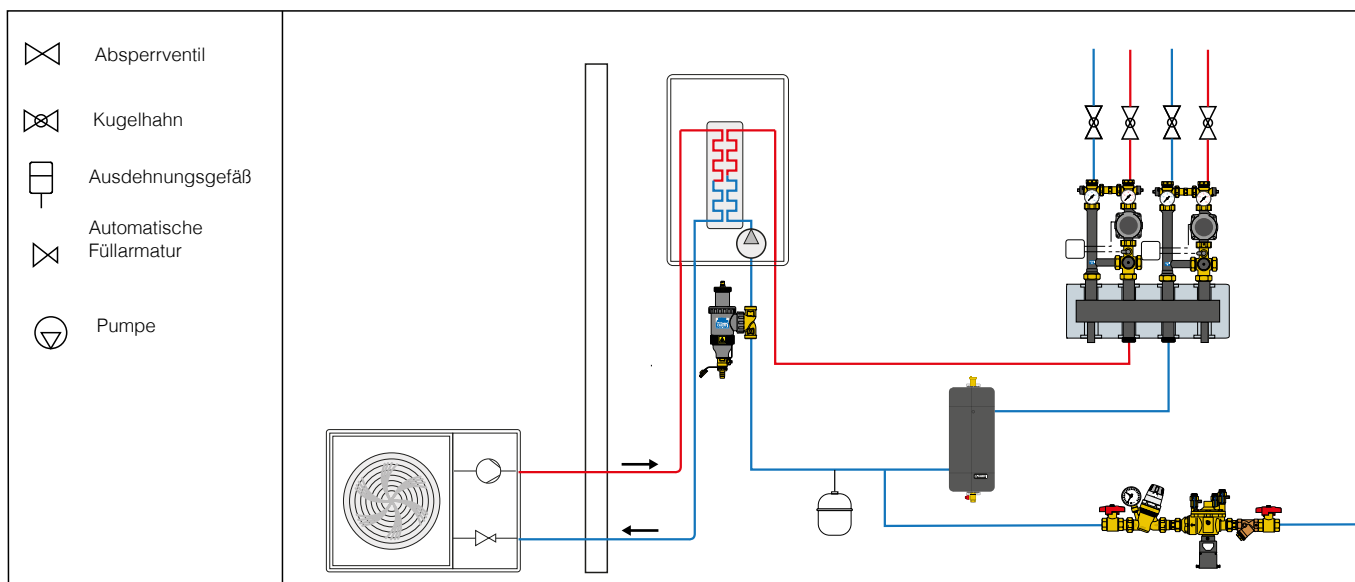 Absperrventil
Kugelhahn
Ausdehnungsgefäß
Automatische
Füllarmatur
Pumpe